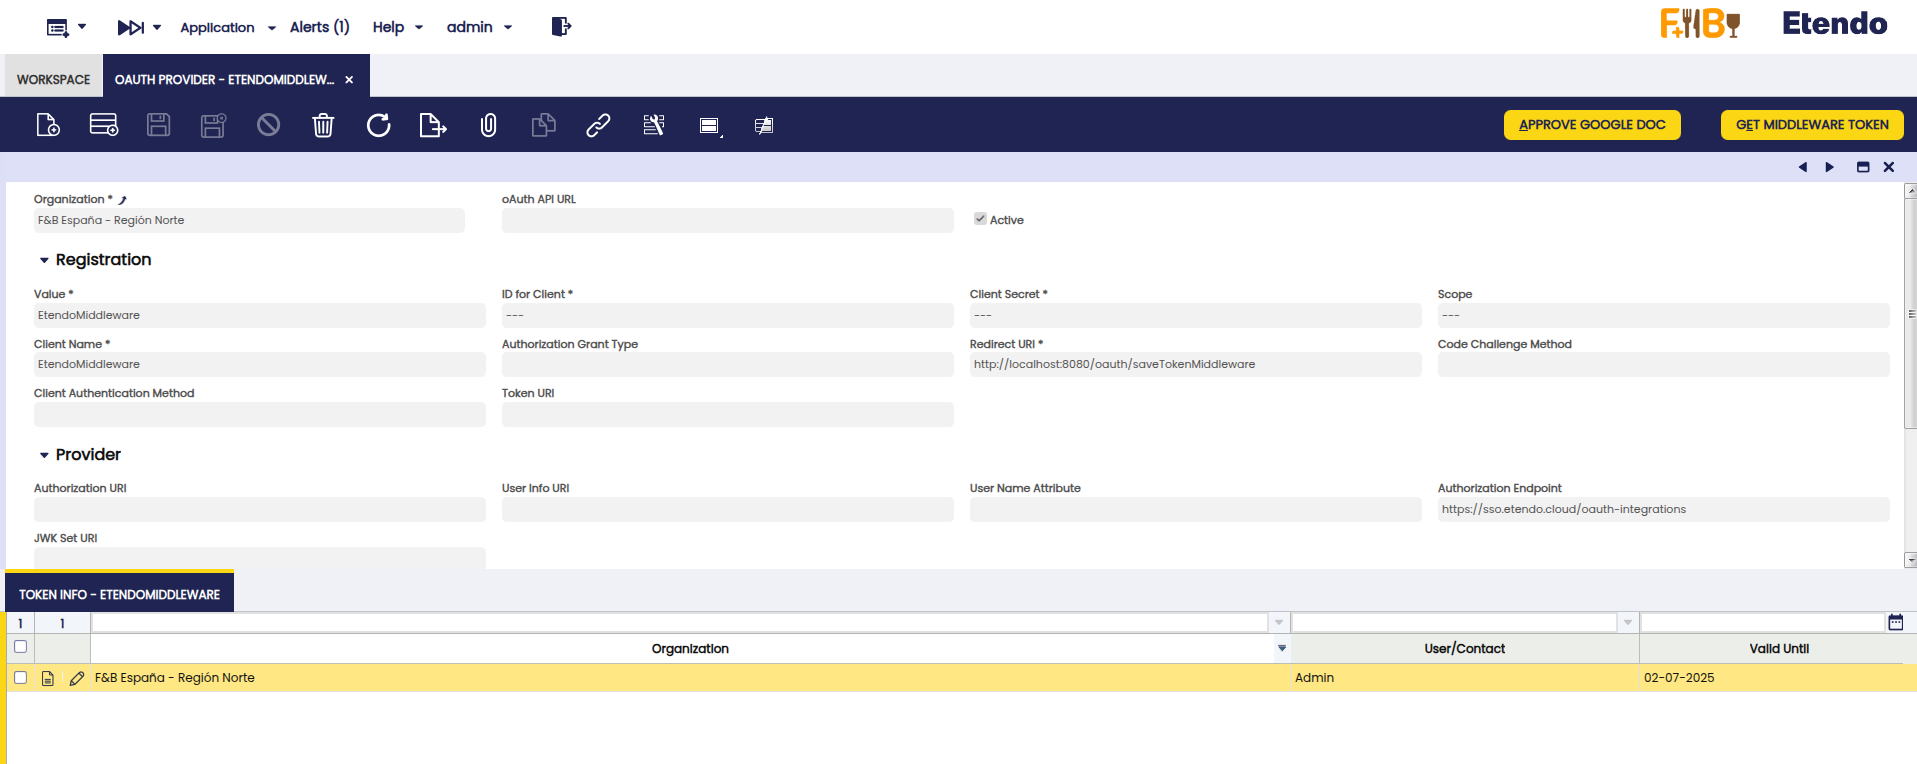 Application Alerts (1) Help admin F&B Etendo
WORKSPACE OAUTH PROVIDER - ETENDOMIDDLEW...
APPROVE GOOGLE DOC GET MIDDLEWARE TOKEN
Organization * oAuth API URL
F&B España - Región Norte Active
Registration
Value * ID for Client * Client Secret * Scope
EtendoMiddleware --- --- ---
Client Name * Authorization Grant Type Redirect URI * Code Challenge Method
EtendoMiddleware http://localhost:8080/oauth/saveTokenMiddleware
Client Authentication Method Token URI
Provider
Authorization URI User Info URI User Name Attribute Authorization Endpoint
https://sso.etendo.cloud/oauth-integrations
JWK Set URI
TOKEN INFO - ETENDOMIDDLEWARE
1 1
Organization User/Contact Valid Until
F&B España - Región Norte Admin 02-07-2025